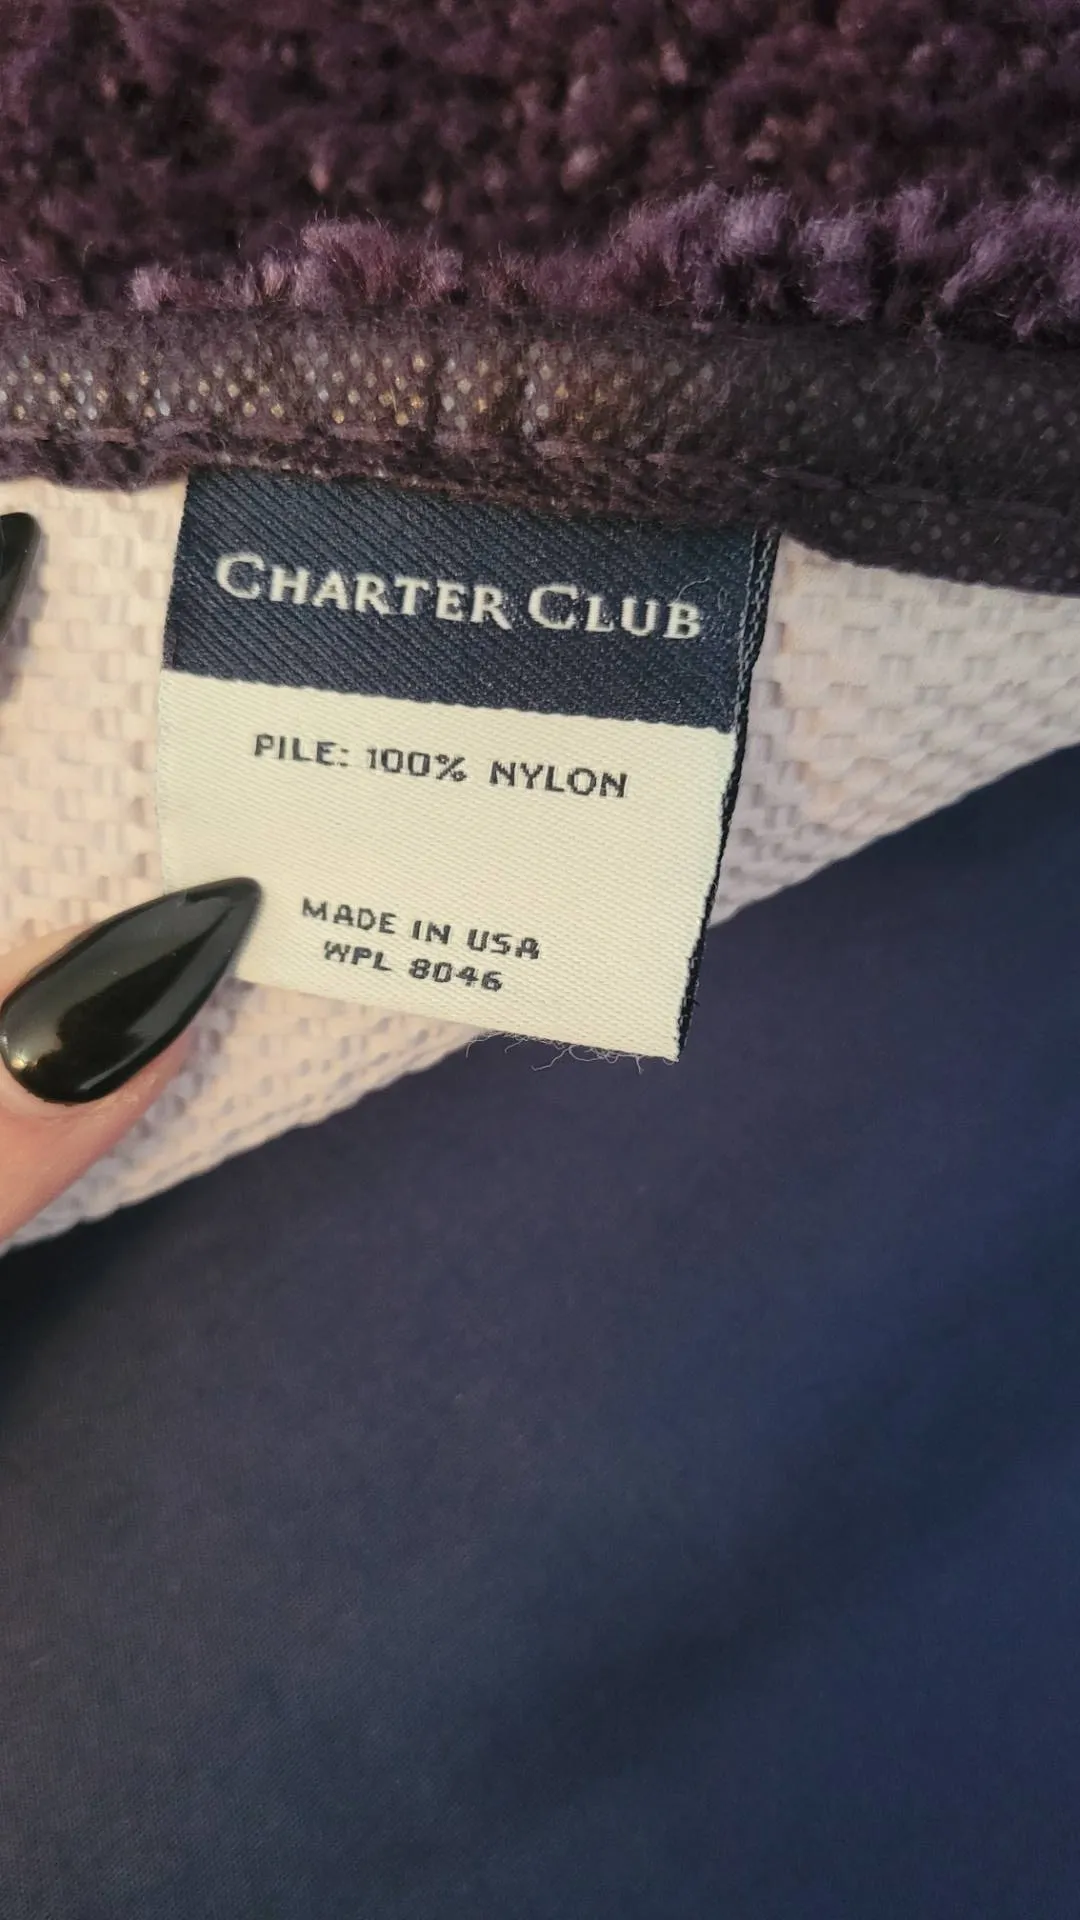 CHARTER CLUB
PILE: 100% NYLON
MADE IN USA
WPL 8046